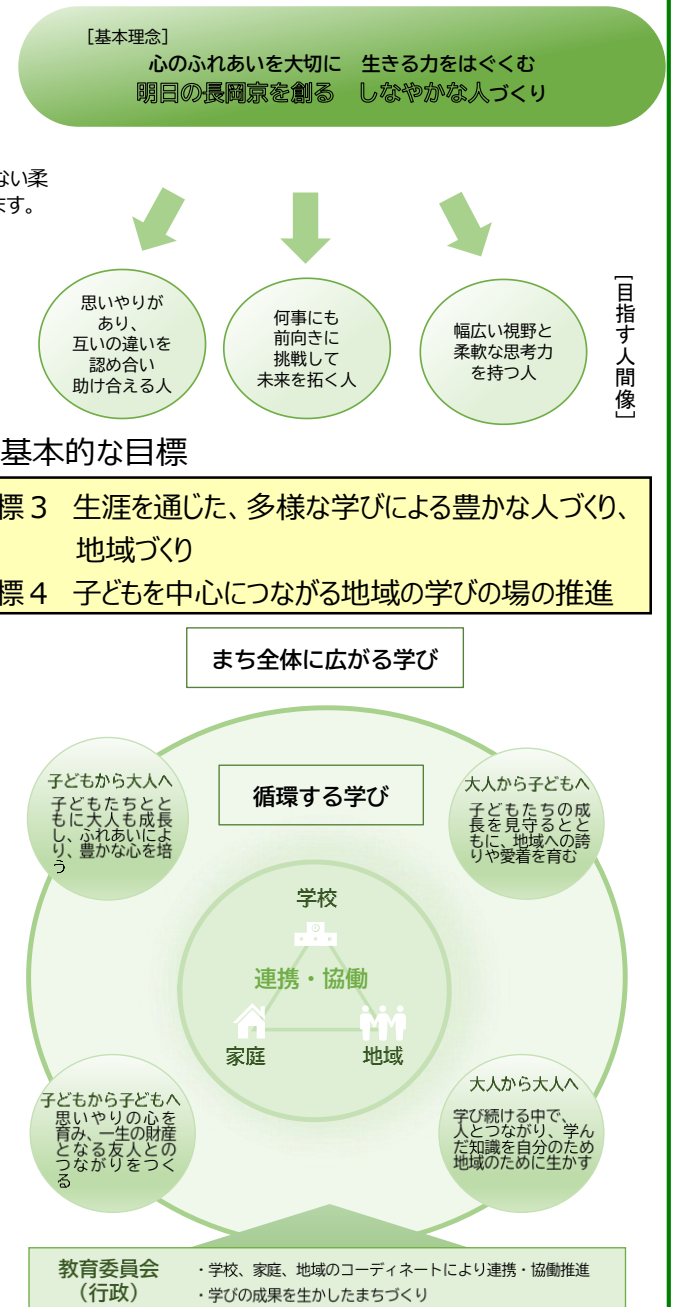 [基本理念]
心のふれあいを大切に　生きる力をはぐくむ
明日の長岡京を創る　しなやかな人づくり
ない柔
ます。
思いやりが
あり、
互いの違いを
認め合い
助け合える人
何事にも
前向きに
挑戦して
未来を拓く人
幅広い視野と
柔軟な思考力
を持つ人
[目指す人間像]
基本的な目標
標３　生涯を通じた、多様な学びによる豊かな人づくり、
地域づくり
標４　子どもを中心につながる地域の学びの場の推進
まち全体に広がる学び
循環する学び
子どもから大人へ
子どもたちとと
もに大人も成長
し、ふれあいによ
り、豊かな心を培
う
大人から子どもへ
子どもたちの成
長を見守るとと
もに、地域への誇
りや愛着を育む
学校
連携・協働
家庭
地域
子どもから子どもへ
思いやりの心を
育み、一生の財産
となる友人との
つながりをつく
る
大人から大人へ
学び続ける中で、
人とつながり、学ん
だ知識を自分のため
地域のために生かす
教育委員会
（行政）
・学校、家庭、地域のコーディネートにより連携・協働推進
・学びの成果を生かしたまちづくり